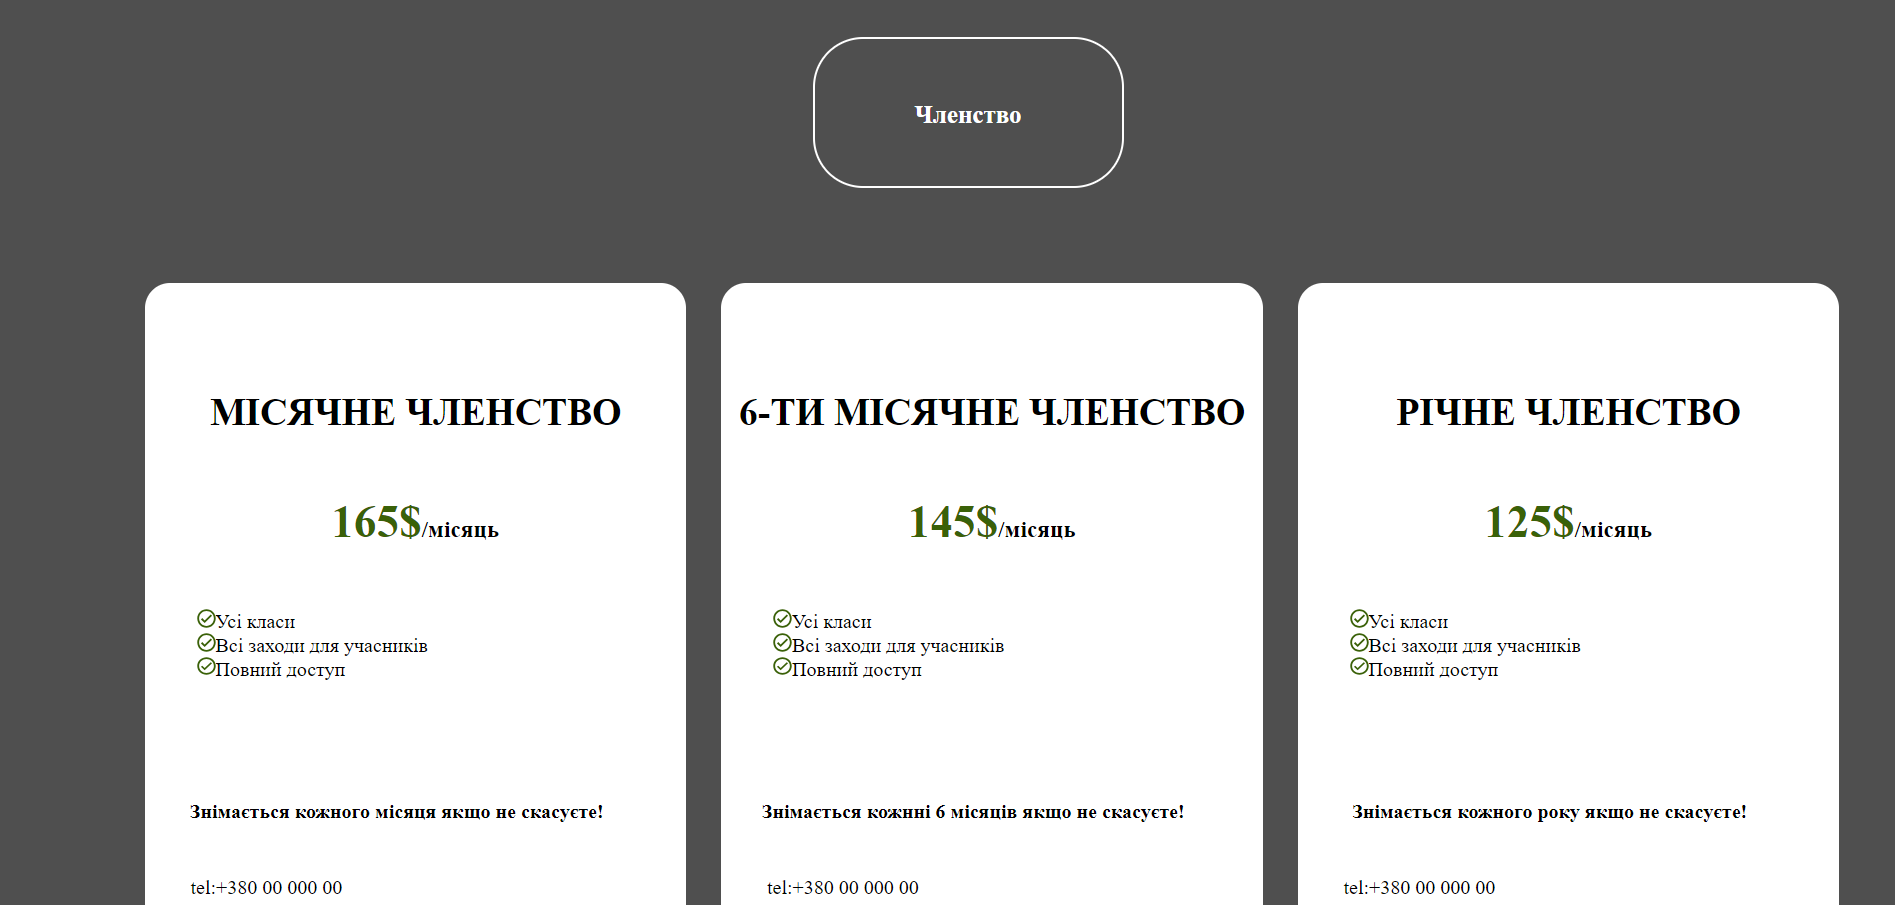 Членство
МІСЯЧНЕ ЧЛЕНСТВО
165$/місяць
Усі класи
Всі заходи для учасників
Повний доступ
Знімається кожного місяця якщо не скасуєте!
tel:+380 00 000 00
6-ТИ МІСЯЧНЕ ЧЛЕНСТВО
145$/місяць
Усі класи
Всі заходи для учасників
Повний доступ
Знімається кожнні 6 місяців якщо не скасуєте!
tel:+380 00 000 00
РІЧНЕ ЧЛЕНСТВО
125$/місяць
Усі класи
Всі заходи для учасників
Повний доступ
Знімається кожного року якщо не скасуєте!
tel:+380 00 000 00